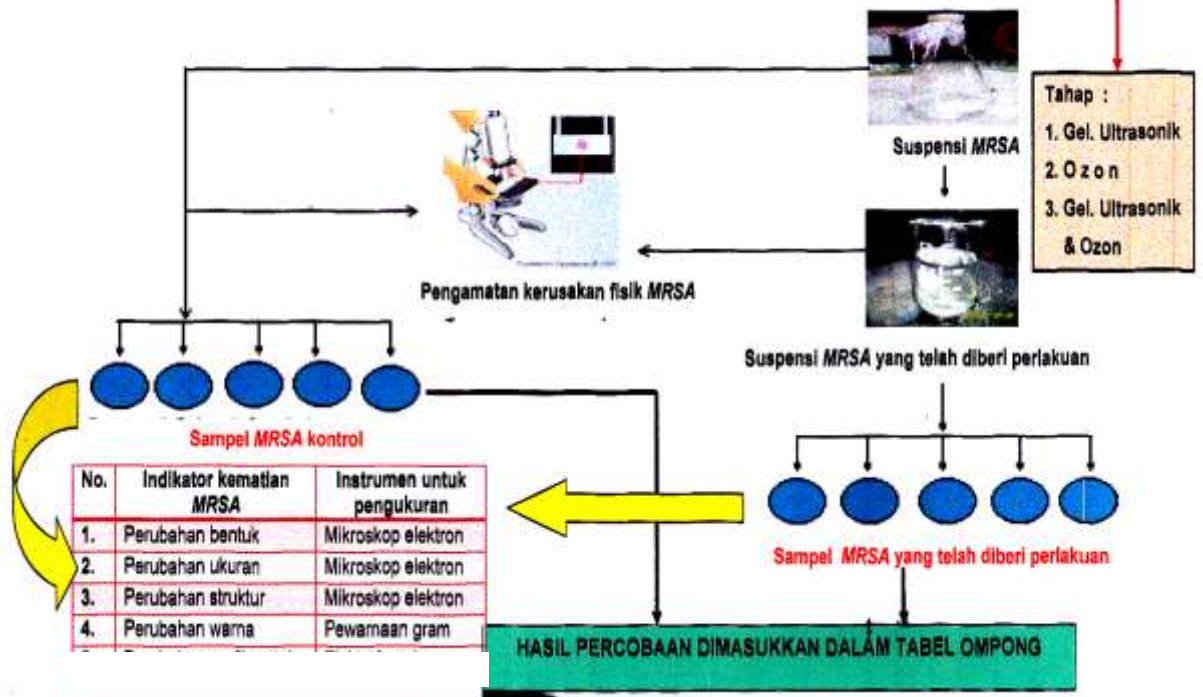 Tahap :
1. Gel. Ultrasonik
2. O z o n
3. Gel. Ultrasonik
& Ozon
Suspensi MRSA
Pengamatan kerusakan fisik MRSA
Suspensi MRSA yang telah diberi perlakuan
Sampel MRSA kontrol
No. Indikator kematian MRSA Instrumen untuk pengukuran
1. Perubahan bentuk Mikroskop elektron
2. Perubahan ukuran Mikroskop elektron
3. Perubahan struktur Mikroskop elektron
4. Perubahan warna Pewarnaan gram
Sampel MRSA yang telah diberi perlakuan
HASIL PERCOBAAN DIMASUKKAN DALAM TABEL OMPONG